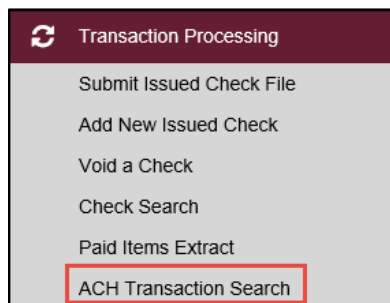 Transaction Processing
Submit Issued Check File
Add New Issued Check
Void a Check
Check Search
Paid Items Extract
ACH Transaction Search